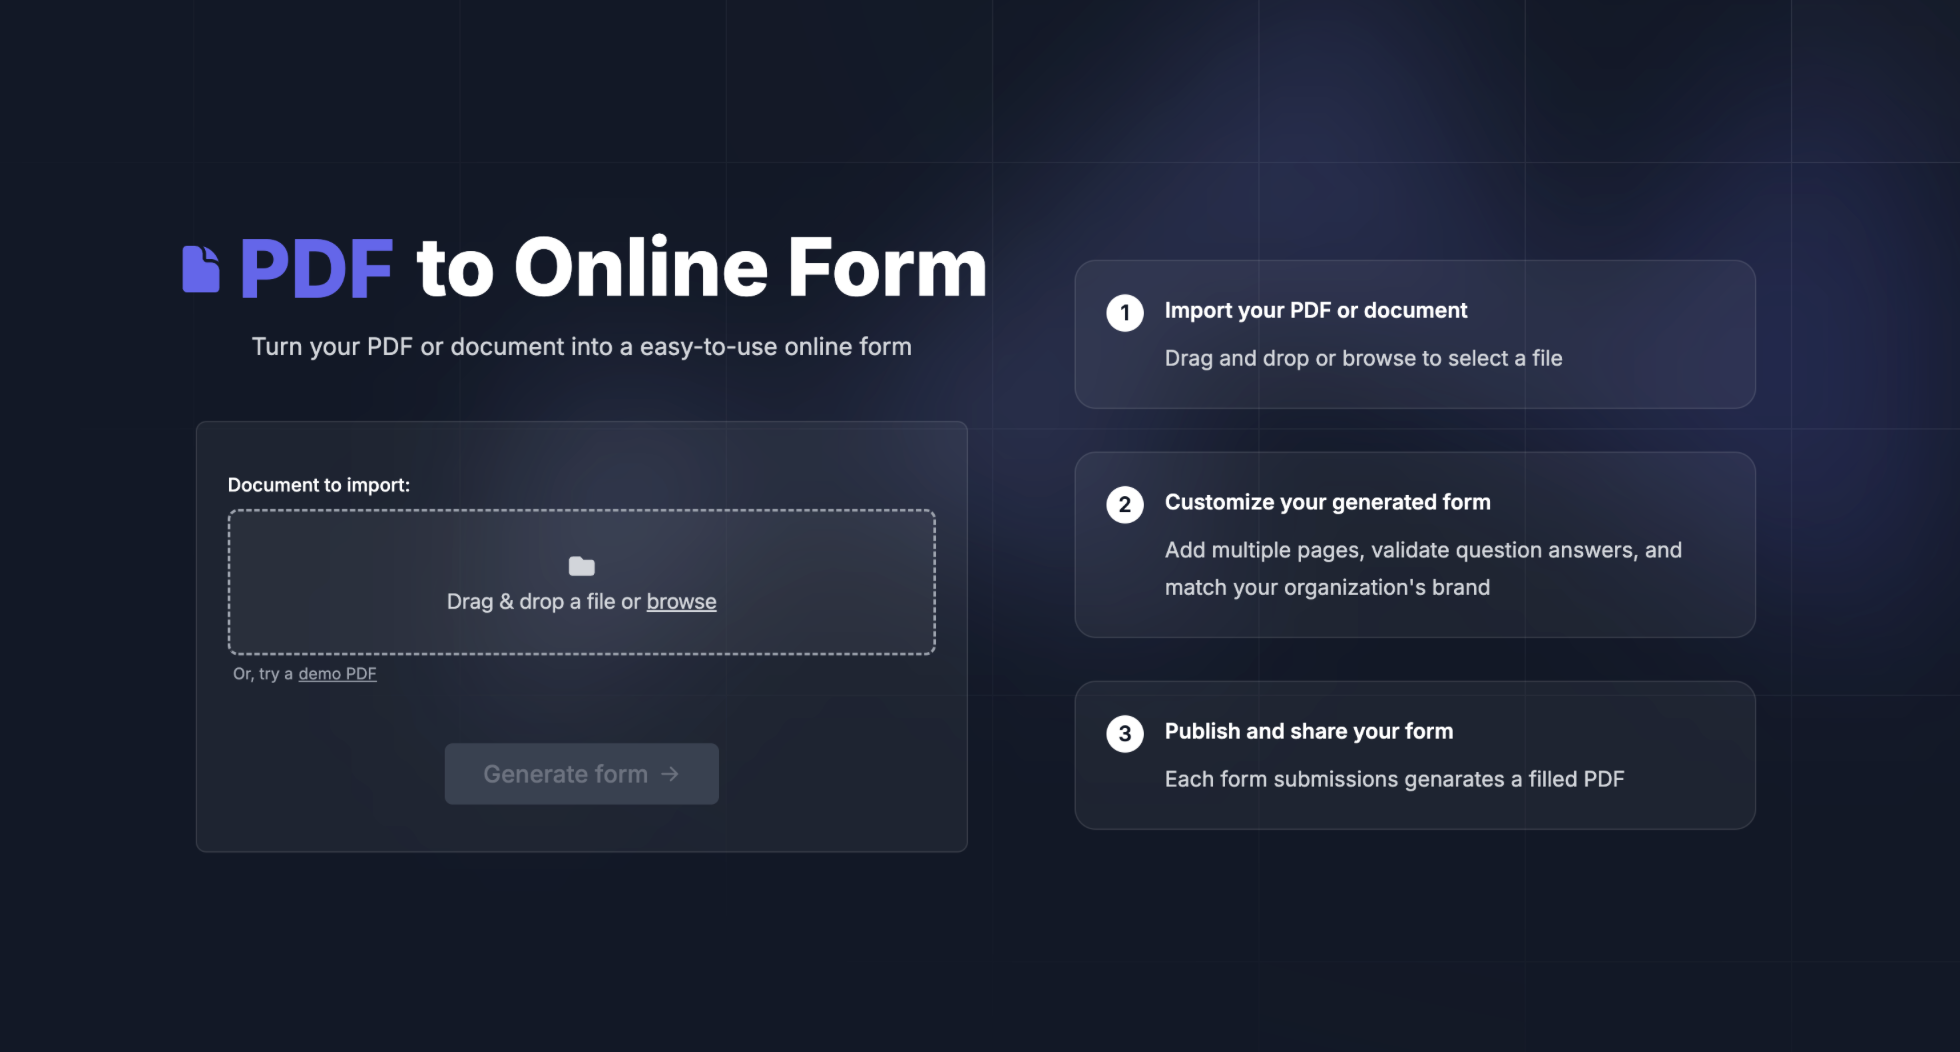 PDF to Online Form
Turn your PDF or document into a easy-to-use online form
Document to import:
Drag & drop a file or browse
Or, try a demo PDF
Generate form →
1
Import your PDF or document
Drag and drop or browse to select a file
2
Customize your generated form
Add multiple pages, validate question answers, and
match your organization's brand
3
Publish and share your form
Each form submissions genarates a filled PDF